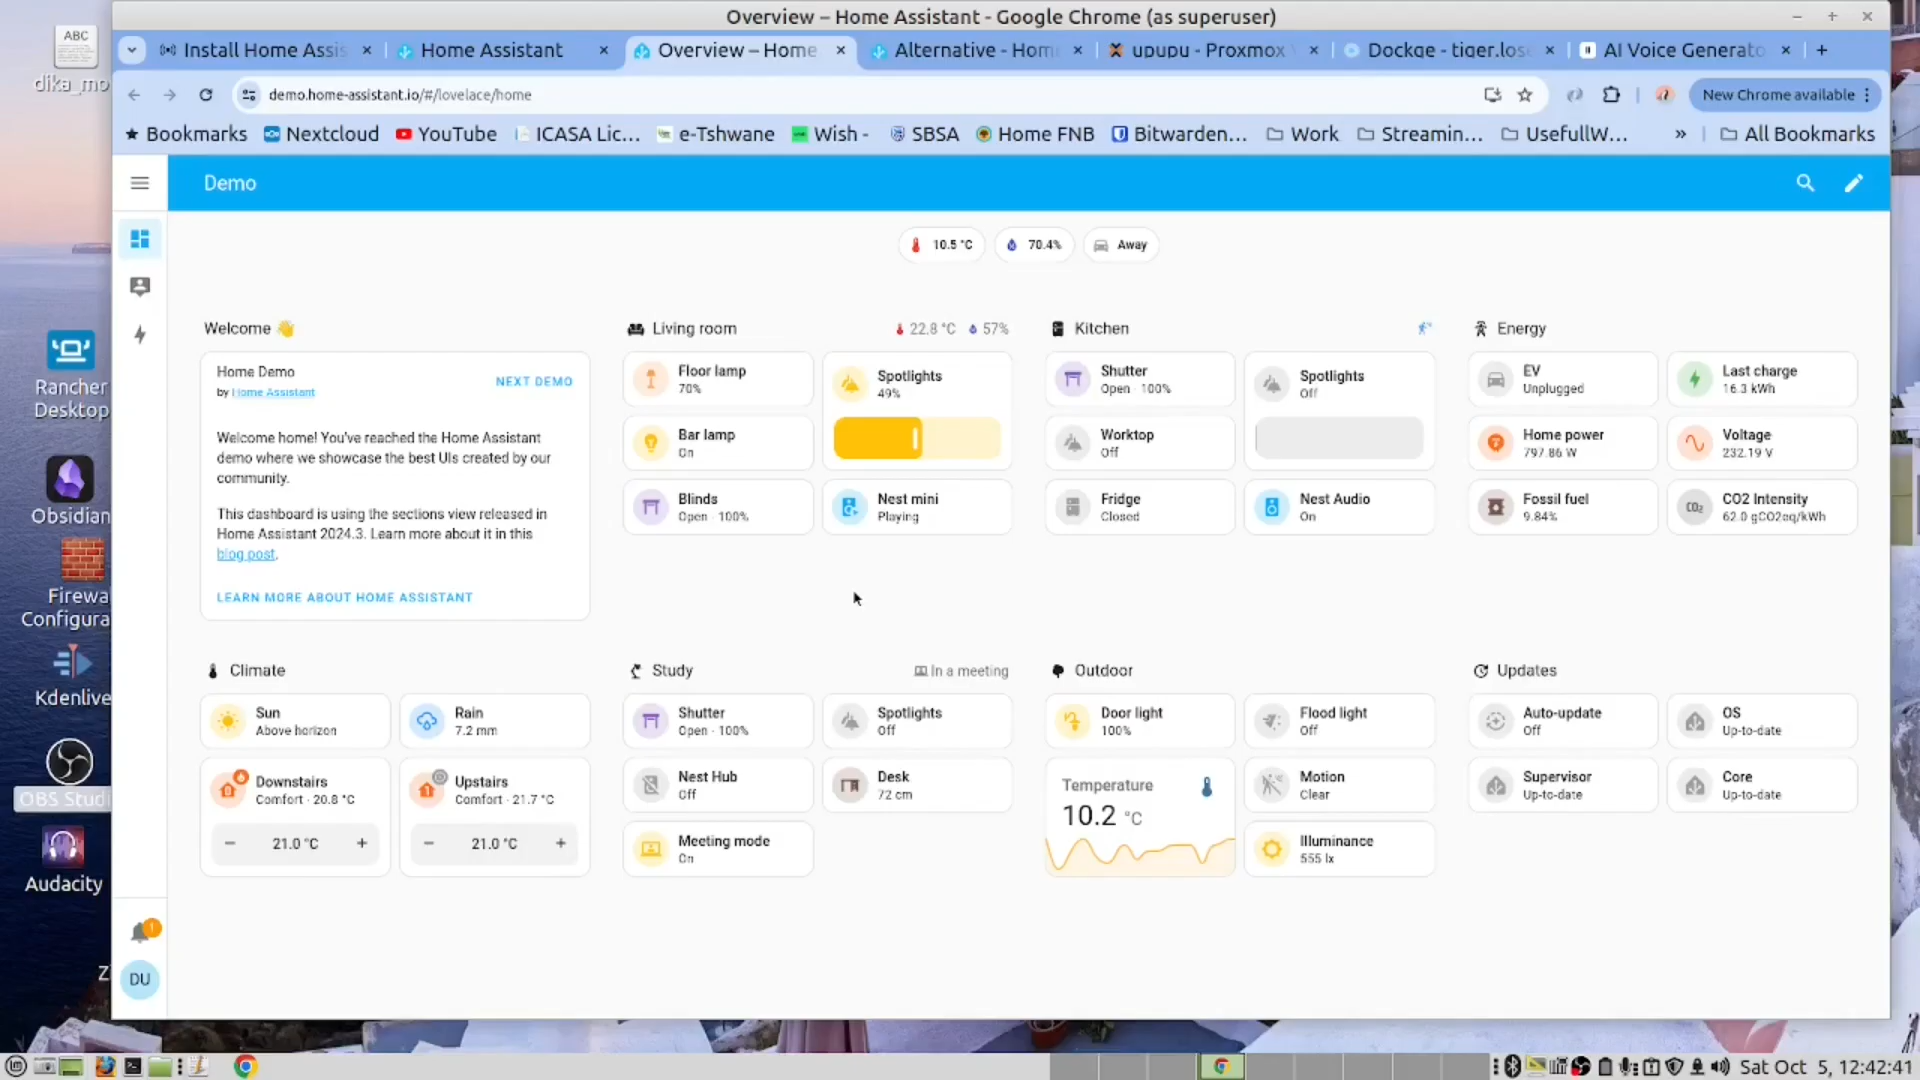 ABC
dika_mo
Rancher
Desktop
Obsidian
Firewa
Configura
Kdenlive
OBS Studi
Audacity
Z
Overview – Home Assistant - Google Chrome (as superuser)
Install Home Assis
Home Assistant
Overview – Home
Alternative - Hom
upupu - Proxmox
Dockge - tiger.los
AI Voice Generato
demo.home-assistant.io/#/lovelace/home
New Chrome available
Bookmarks
Nextcloud
YouTube
ICASA Lic...
e-Tshwane
Wish -
SBSA
Home FNB
Bitwarden...
Work
Streamin...
UsefullW...
»
All Bookmarks
Demo
10.5 °C
70.4%
Away
Welcome 👋
Home Demo
by Home Assistant
NEXT DEMO
Welcome home! You've reached the Home Assistant
demo where we showcase the best UIs created by our
community.
This dashboard is using the sections view released in
Home Assistant 2024.3. Learn more about it in this
blog post.
LEARN MORE ABOUT HOME ASSISTANT
Living room
22.8 °C
57%
Floor lamp
70%
Spotlights
49%
Bar lamp
On
Blinds
Open · 100%
Nest mini
Playing
Kitchen
Shutter
Open · 100%
Spotlights
Off
Worktop
Off
Fridge
Closed
Nest Audio
On
Energy
EV
Unplugged
Last charge
16.3 kWh
Home power
797.86 W
Voltage
232.19 V
Fossil fuel
9.84%
CO2
CO2 Intensity
62.0 gCO2eq/kWh
Climate
Sun
Above horizon
Rain
7.2 mm
Downstairs
Comfort · 20.8 °C
− 21.0 °C +
Upstairs
Comfort · 21.7 °C
− 21.0 °C +
Study
In a meeting
Shutter
Open · 100%
Spotlights
Off
Nest Hub
Off
Desk
72 cm
Meeting mode
On
Outdoor
Door light
100%
Flood light
Off
Temperature
10.2 °C
Motion
Clear
Illuminance
555 lx
Updates
Auto-update
Off
OS
Up-to-date
Supervisor
Up-to-date
Core
Up-to-date
1
DU
Sat Oct 5, 12:42:41